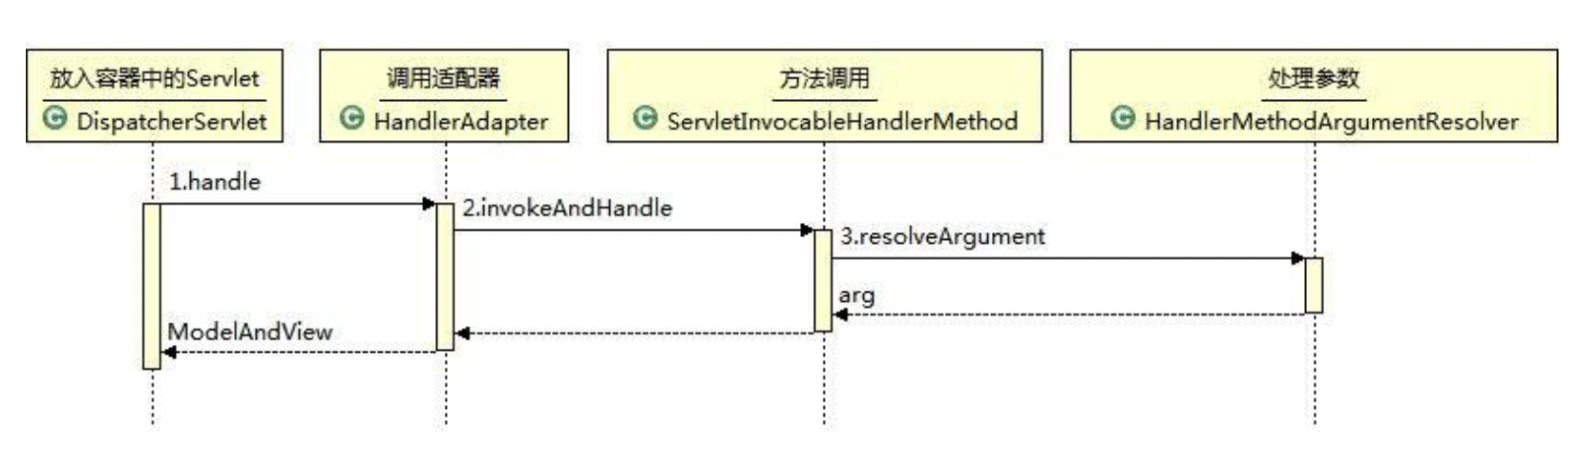 放入容器中的Servlet
DispatcherServlet
调用适配器
HandlerAdapter
方法调用
ServletInvocableHandlerMethod
处理参数
HandlerMethodArgumentResolver
1.handle
2.invokeAndHandle
3.resolveArgument
arg
ModelAndView